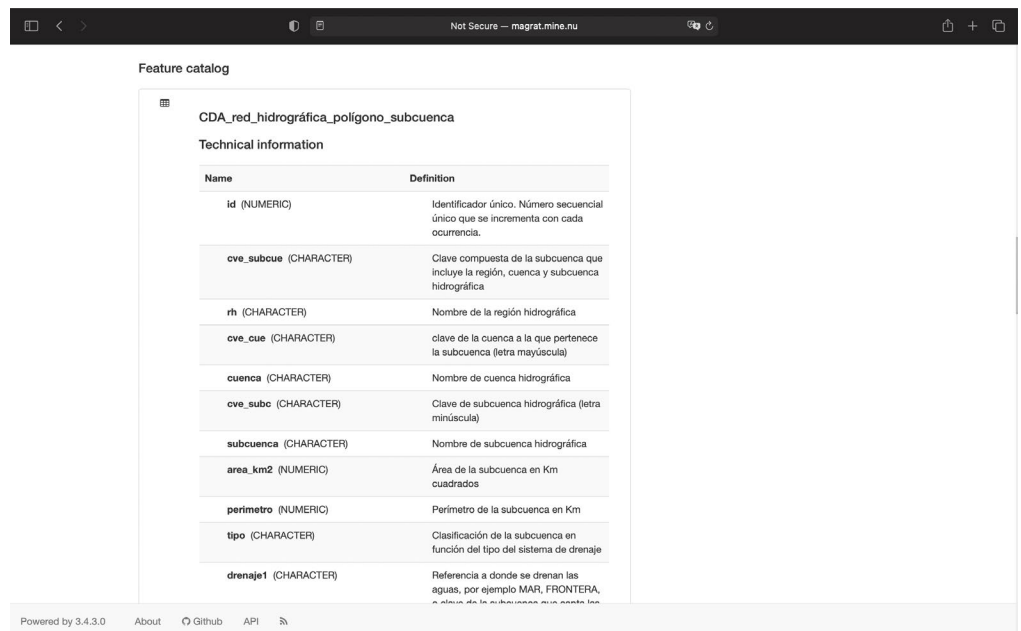 Not Secure — magrat.mine.nu
Feature catalog
CDA_red_hidrográfica_polígono_subcuenca
Technical information
Name Definition
id (NUMERIC) Identificador único. Número secuencial
único que se incrementa con cada
ocurrencia.
cve_subcue (CHARACTER) Clave compuesta de la subcuenca que
incluye la región, cuenca y subcuenca
hidrográfica
rh (CHARACTER) Nombre de la región hidrográfica
cve_cue (CHARACTER) clave de la cuenca a la que pertenece
la subcuenca (letra mayúscula)
cuenca (CHARACTER) Nombre de cuenca hidrográfica
cve_subc (CHARACTER) Clave de subcuenca hidrográfica (letra
minúscula)
subcuenca (CHARACTER) Nombre de subcuenca hidrográfica
area_km2 (NUMERIC) Área de la subcuenca en Km
cuadrados
perimetro (NUMERIC) Perímetro de la subcuenca en Km
tipo (CHARACTER) Clasificación de la subcuenca en
función del tipo del sistema de drenaje
drenaje1 (CHARACTER) Referencia a donde se drenan las
aguas, por ejemplo MAR, FRONTERA,
Powered by 3.4.3.0 About Github API